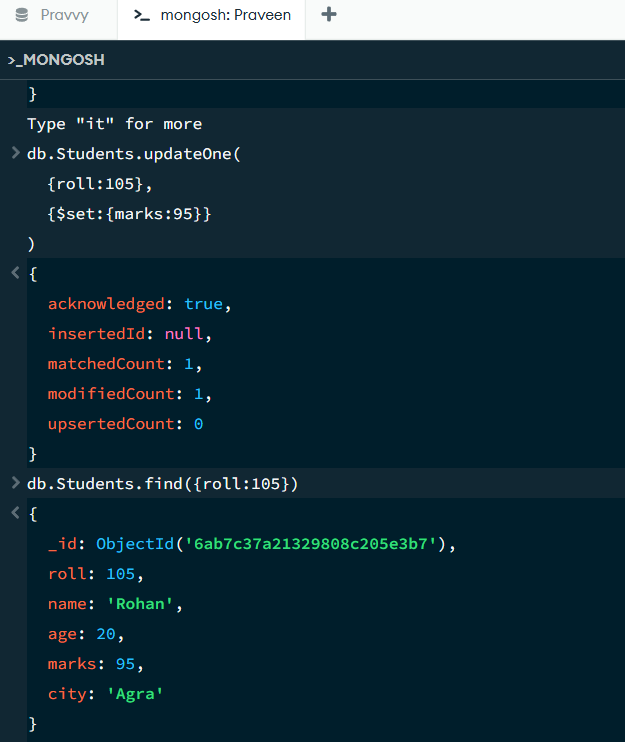 Pravvy
>_ mongosh: Praveen +
>_MONGOSH
}
Type "it" for more
> db.Students.updateOne(
{roll:105},
{$set:{marks:95}}
)
< {
acknowledged: true,
insertedId: null,
matchedCount: 1,
modifiedCount: 1,
upsertedCount: 0
}
> db.Students.find({roll:105})
< {
_id: ObjectId('6ab7c37a21329808c205e3b7'),
roll: 105,
name: 'Rohan',
age: 20,
marks: 95,
city: 'Agra'
}